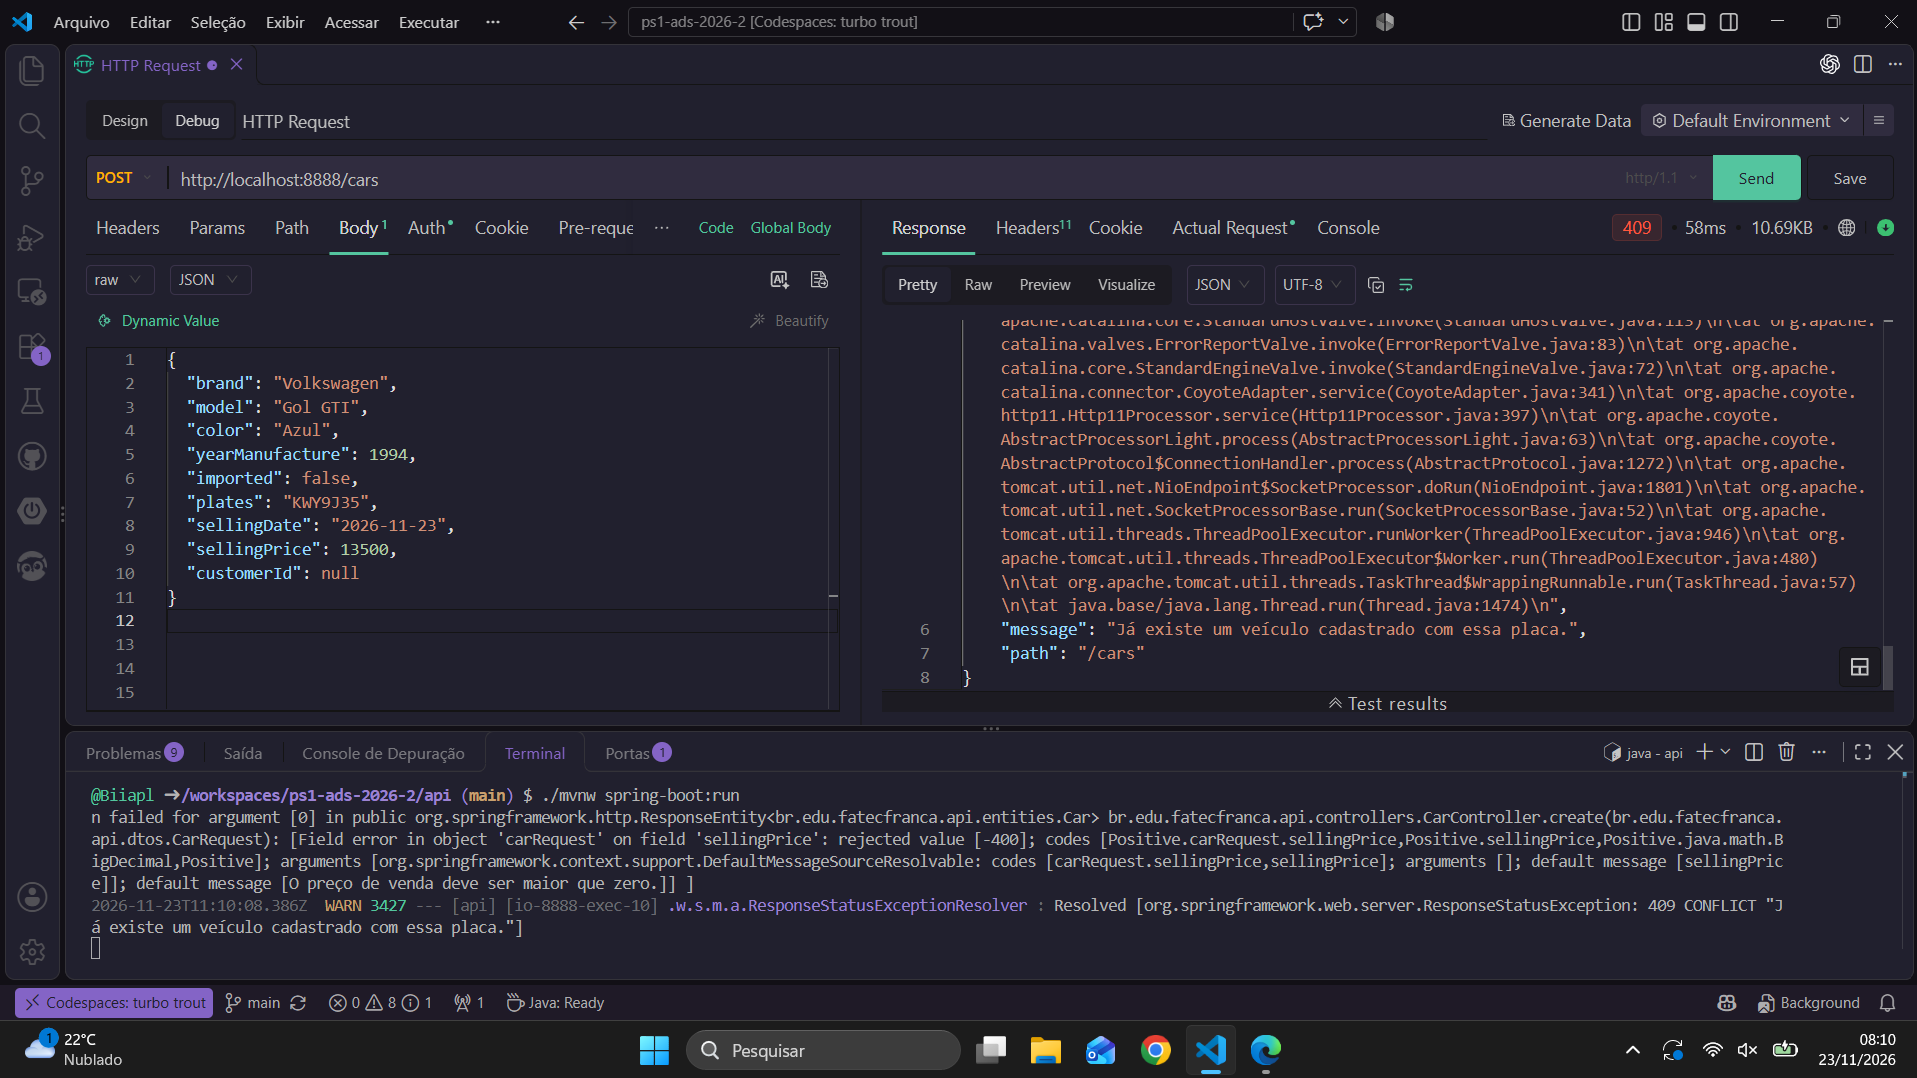 Arquivo Editar Seleção Exibir Acessar Executar ···
ps1-ads-2026-2 [Codespaces: turbo trout]
HTTP HTTP Request
Design Debug HTTP Request
Generate Data Default Environment
POST http://localhost:8888/cars http/1.1 Send Save
Headers Params Path Body 1 Auth Cookie Pre-reque ··· Code Global Body
raw JSON
AI
Dynamic Value Beautify
1 {
2 "brand": "Volkswagen",
3 "model": "Gol GTI",
4 "color": "Azul",
5 "yearManufacture": 1994,
6 "imported": false,
7 "plates": "KWY9J35",
8 "sellingDate": "2026-11-23",
9 "sellingPrice": 13500,
10 "customerId": null
11 }
12
13
14
15
Response Headers 11 Cookie Actual Request Console 409 58ms 10.69KB
Pretty Raw Preview Visualize JSON UTF-8
apache.catalina.core.StandardHostValve.invoke(StandardHostValve.java:113)\n\tat org.apache.
catalina.valves.ErrorReportValve.invoke(ErrorReportValve.java:83)\n\tat org.apache.
catalina.core.StandardEngineValve.invoke(StandardEngineValve.java:72)\n\tat org.apache.
catalina.connector.CoyoteAdapter.service(CoyoteAdapter.java:341)\n\tat org.apache.coyote.
http11.Http11Processor.service(Http11Processor.java:397)\n\tat org.apache.coyote.
AbstractProcessorLight.process(AbstractProcessorLight.java:63)\n\tat org.apache.coyote.
AbstractProtocol$ConnectionHandler.process(AbstractProtocol.java:1272)\n\tat org.apache.
tomcat.util.net.NioEndpoint$SocketProcessor.doRun(NioEndpoint.java:1801)\n\tat org.apache.
tomcat.util.net.SocketProcessorBase.run(SocketProcessorBase.java:52)\n\tat org.apache.
tomcat.util.threads.ThreadPoolExecutor.runWorker(ThreadPoolExecutor.java:946)\n\tat org.
apache.tomcat.util.threads.ThreadPoolExecutor$Worker.run(ThreadPoolExecutor.java:480)
\n\tat org.apache.tomcat.util.threads.TaskThread$WrappingRunnable.run(TaskThread.java:57)
\n\tat java.base/java.lang.Thread.run(Thread.java:1474)\n",
6 "message": "Já existe um veículo cadastrado com essa placa.",
7 "path": "/cars"
8 }
Test results
1
Problemas 9 Saída Console de Depuração Terminal Portas 1
java - api
@Biiapl ➜/workspaces/ps1-ads-2026-2/api (main) $ ./mvnw spring-boot:run
n failed for argument [0] in public org.springframework.http.ResponseEntity<br.edu.fatecfranca.api.entities.Car> br.edu.fatecfranca.api.controllers.CarController.create(br.edu.fatecfranca.
api.dtos.CarRequest): [Field error in object 'carRequest' on field 'sellingPrice': rejected value [-400]; codes [Positive.carRequest.sellingPrice,Positive.sellingPrice,Positive.java.math.B
igDecimal,Positive]; arguments [org.springframework.context.support.DefaultMessageSourceResolvable: codes [carRequest.sellingPrice,sellingPrice]; arguments []; default message [sellingPric
e]]; default message [O preço de venda deve ser maior que zero.]] ]
2026-11-23T11:10:08.386Z WARN 3427 --- [api] [io-8888-exec-10] .w.s.m.a.ResponseStatusExceptionResolver : Resolved [org.springframework.web.server.ResponseStatusException: 409 CONFLICT "J
á existe um veículo cadastrado com essa placa."]
Codespaces: turbo trout main 0 8 1 1 Java: Ready Background
1 22°C
Nublado
Pesquisar
08:10
23/11/2026